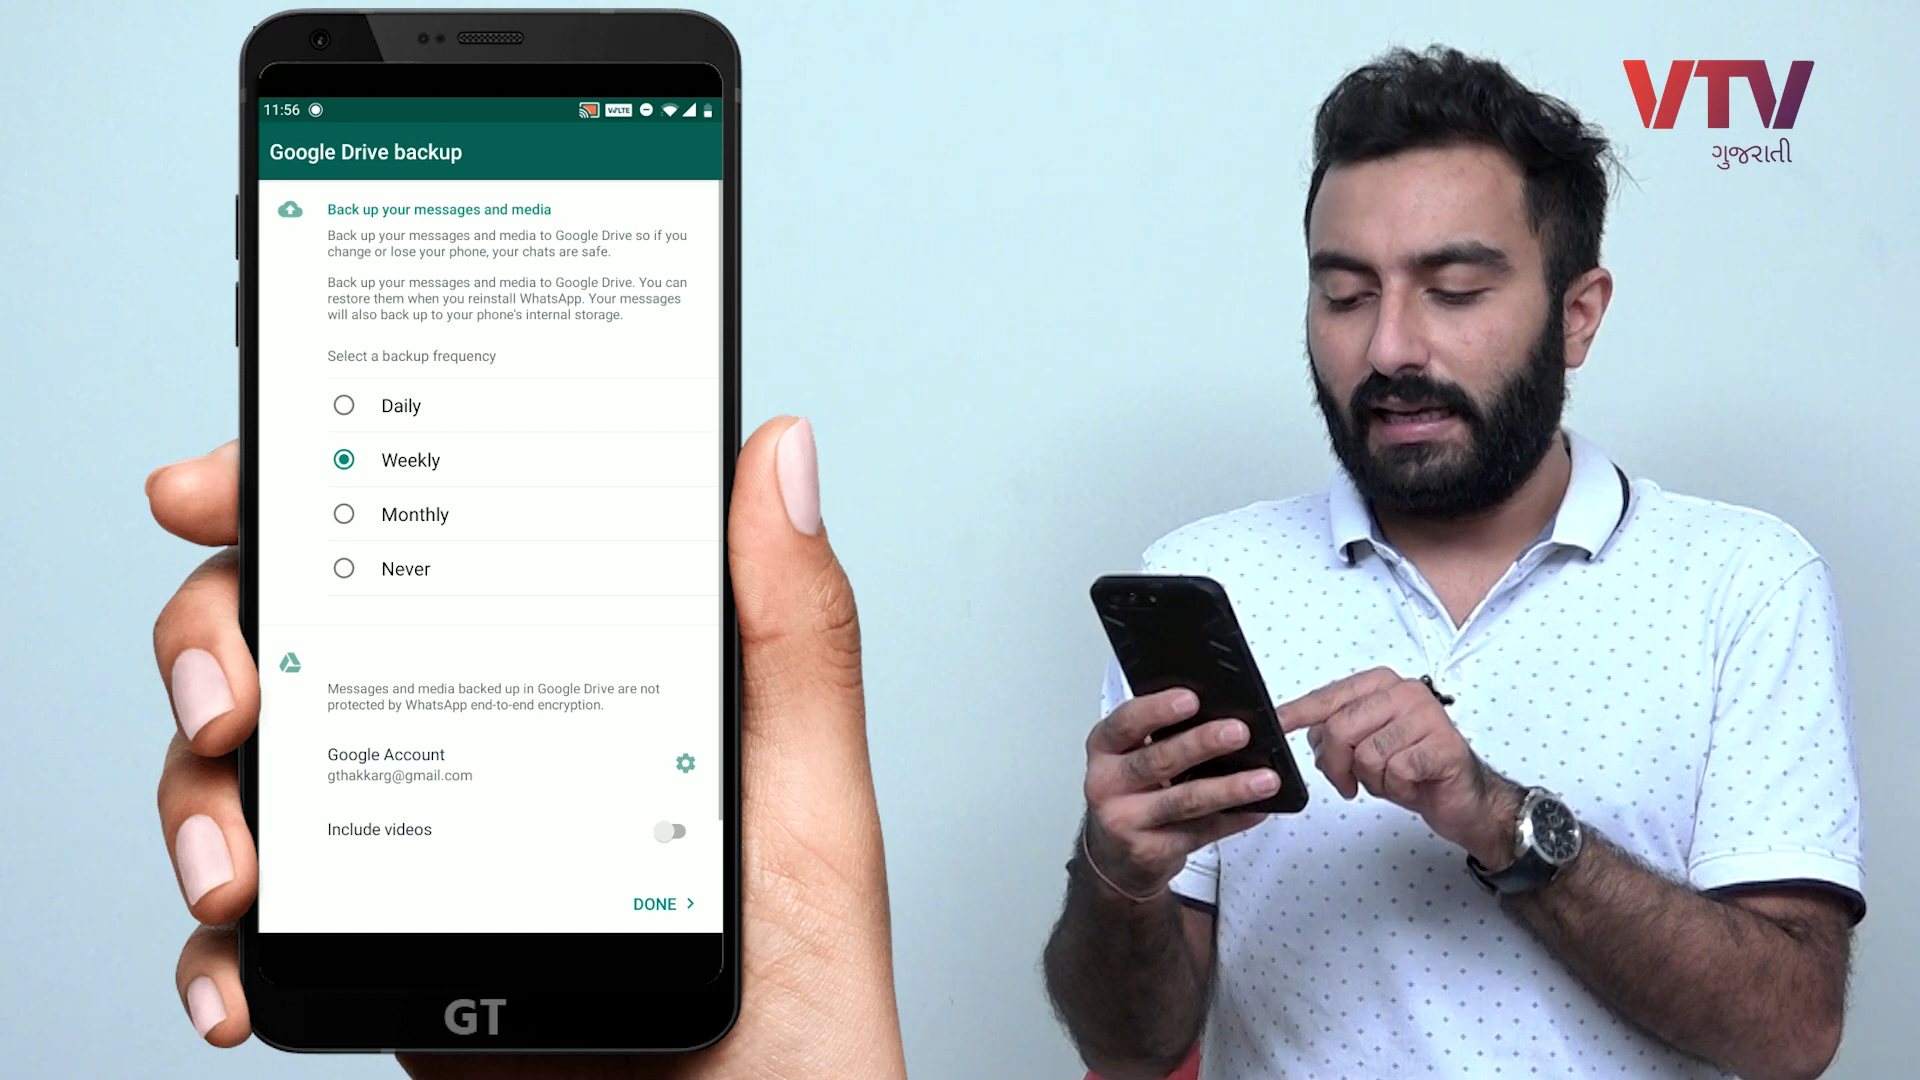 11:56
VoLTE
Google Drive backup
Back up your messages and media
Back up your messages and media to Google Drive so if you
change or lose your phone, your chats are safe.
Back up your messages and media to Google Drive. You can
restore them when you reinstall WhatsApp. Your messages
will also back up to your phone's internal storage.
Select a backup frequency
Daily
Weekly
Monthly
Never
Messages and media backed up in Google Drive are not
protected by WhatsApp end-to-end encryption.
Google Account
gthakkarg@gmail.com
Include videos
DONE
GT
VTV
ગુજરાતી